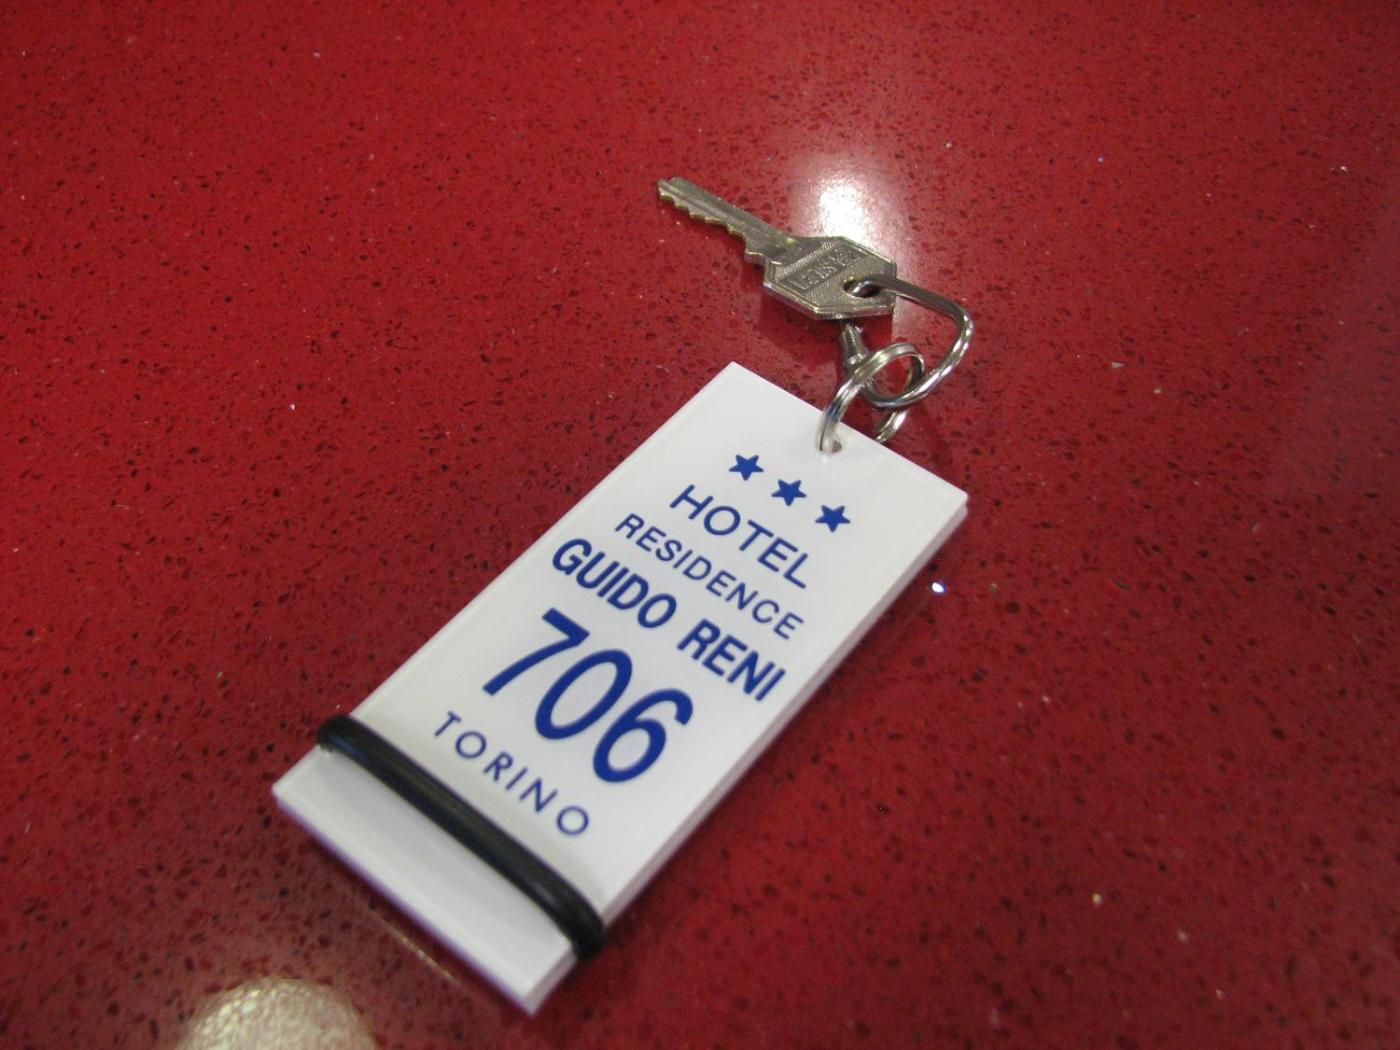 HOTEL
RESIDENCE
GUIDO RENI
706
TORINO